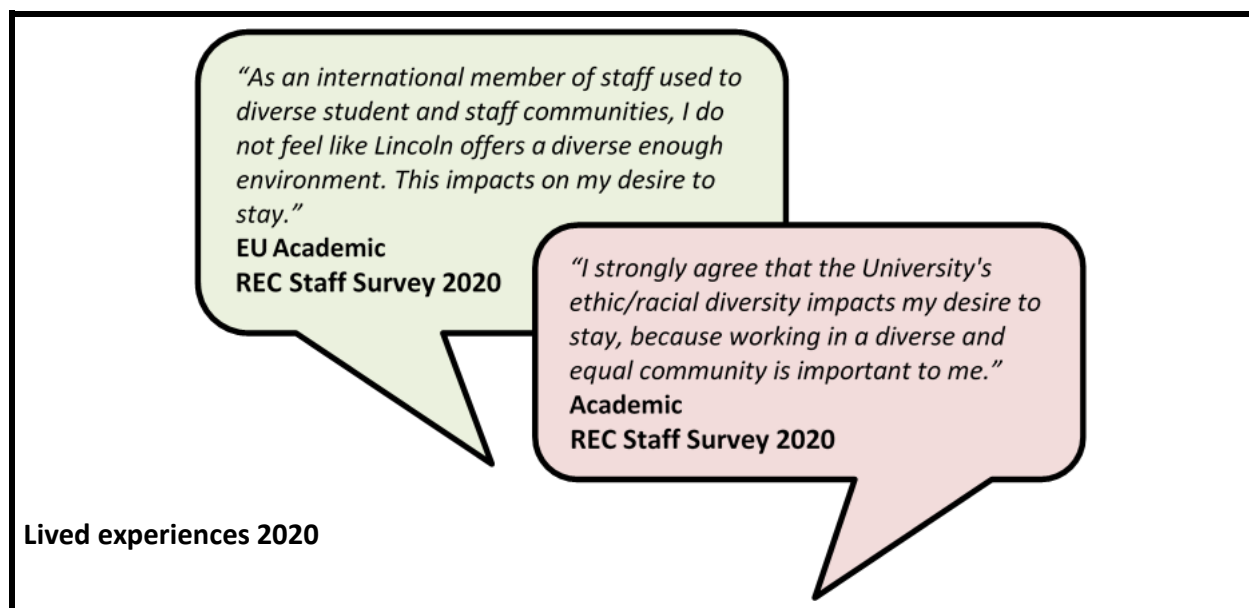 “As an international member of staff used to
diverse student and staff communities, I do
not feel like Lincoln offers a diverse enough
environment. This impacts on my desire to
stay.”
EU Academic
REC Staff Survey 2020
“I strongly agree that the University's
ethic/racial diversity impacts my desire to
stay, because working in a diverse and
equal community is important to me.”
Academic
REC Staff Survey 2020
Lived experiences 2020